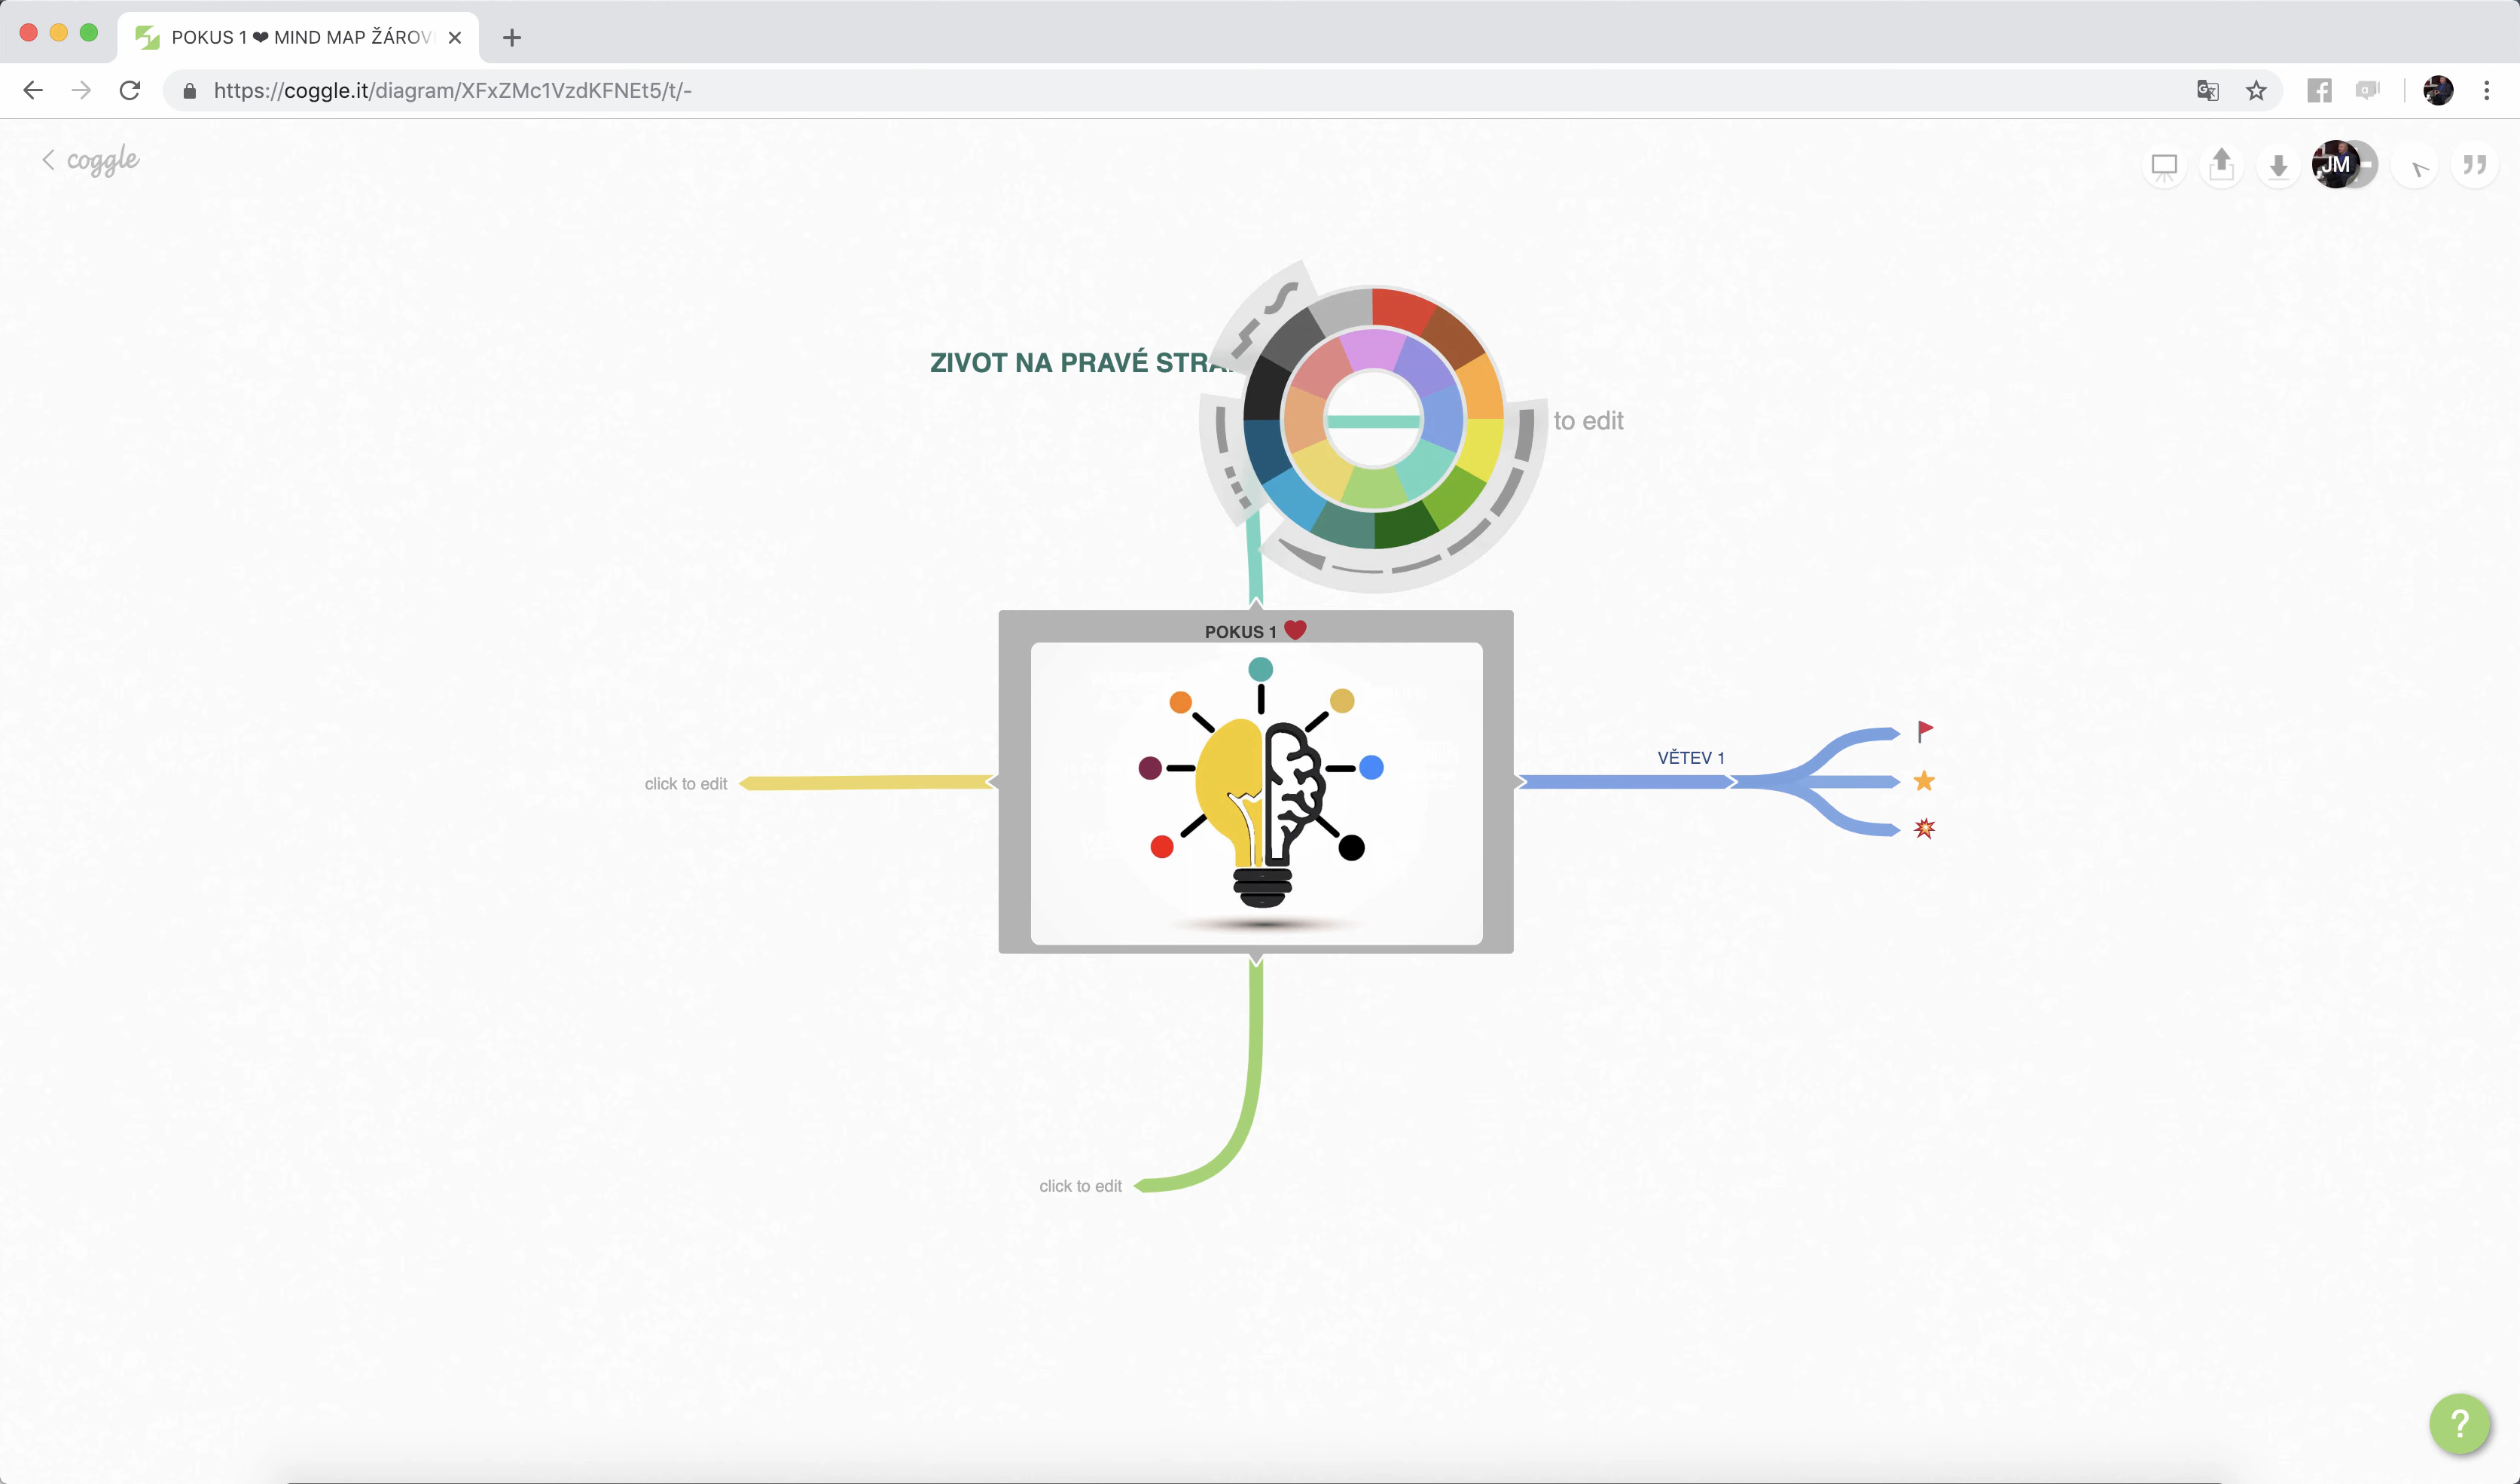 POKUS 1 ❤ MIND MAP ŽÁROV
https://coggle.it/diagram/XFxZMc1VzdKFNEt5/t/-
coggle
JM
ZIVOT NA PRAVÉ
to edit
POKUS 1 ❤
VĚTEV 1
click to edit
click to edit
?